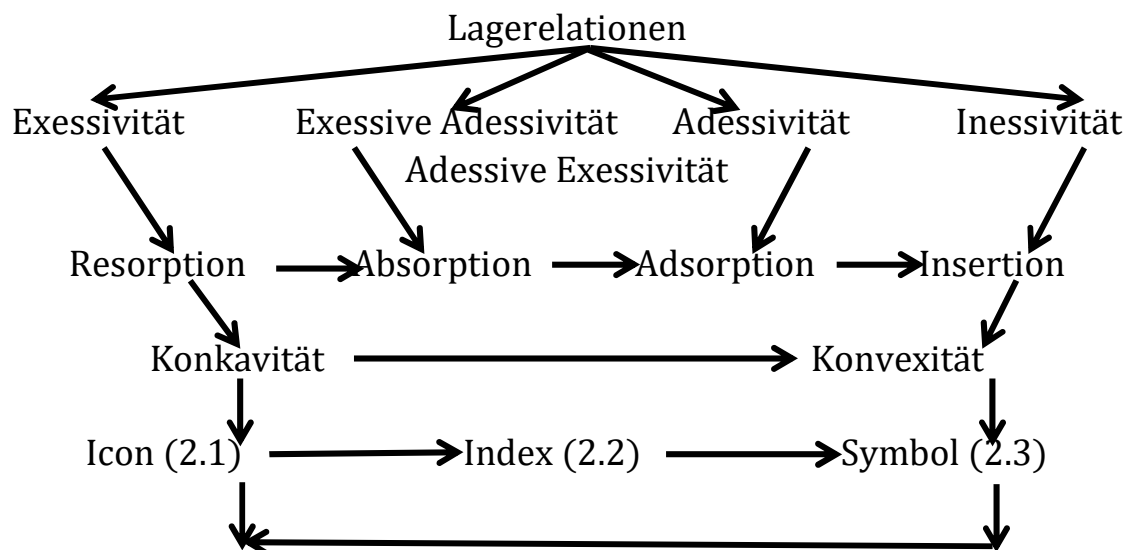 Lagerelationen
Exessivität Exessive Adessivität Adessivität Inessivität
Adessive Exessivität
Resorption Absorption Adsorption Insertion
Konkavität Konvexität
Icon (2.1) Index (2.2) Symbol (2.3)